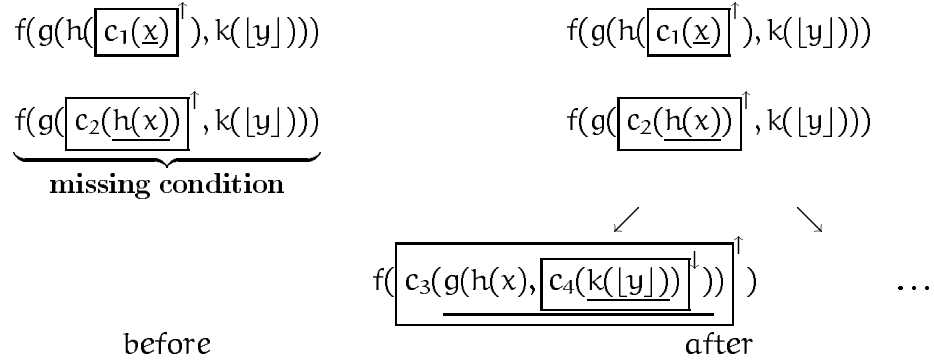 f(g(h(c₁(x)↑),k(⌊y⌋))) f(g(h(c₁(x)↑),k(⌊y⌋)))
f(g(c₂(h(x))↑,k(⌊y⌋))) f(g(c₂(h(x))↑,k(⌊y⌋)))
missing condition
↙ ↘
f(c₃(g(h(x),c₄(k(⌊y⌋))↓))↑) ...
before after